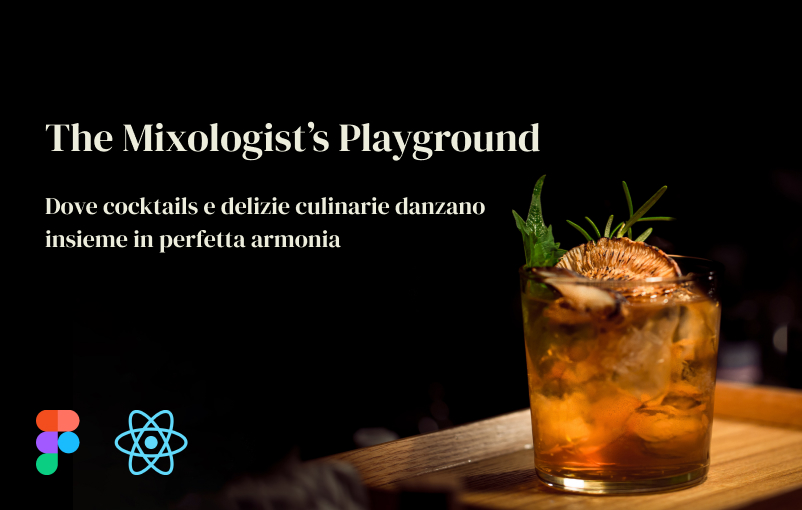 The Mixologist’s Playground
Dove cocktails e delizie culinarie danzano
insieme in perfetta armonia